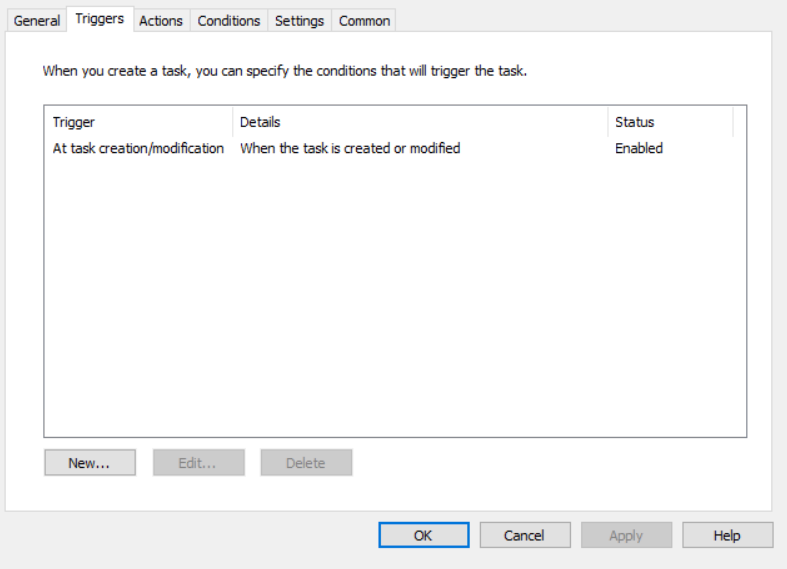 General Triggers Actions Conditions Settings Common
When you create a task, you can specify the conditions that will trigger the task.
Trigger Details Status
At task creation/modification When the task is created or modified Enabled
New... Edit... Delete
OK Cancel Apply Help